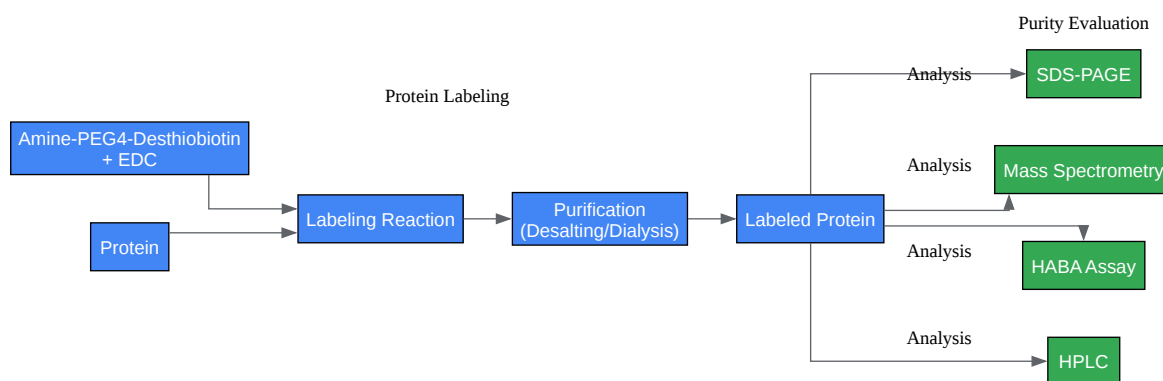 Purity Evaluation
Analysis
SDS-PAGE
Protein Labeling
Amine-PEG4-Desthiobiotin
+ EDC
Analysis
Mass Spectrometry
Labeling Reaction
Purification
(Desalting/Dialysis)
Labeled Protein
Protein
Analysis
HABA Assay
Analysis
HPLC